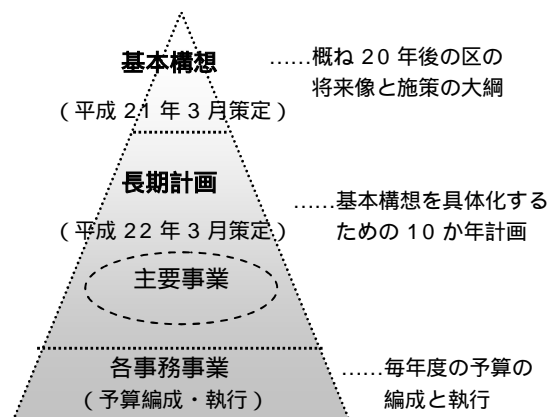 基本構想
……概ね 20 年後の区の
将来像と施策の大綱
（平成 21 年 3 月策定）
長期計画
……基本構想を具体化する
ための 10 か年計画
（平成 22 年 3 月策定）
主要事業
各事務事業
……毎年度の予算の
（予算編成・執行）
編成と執行